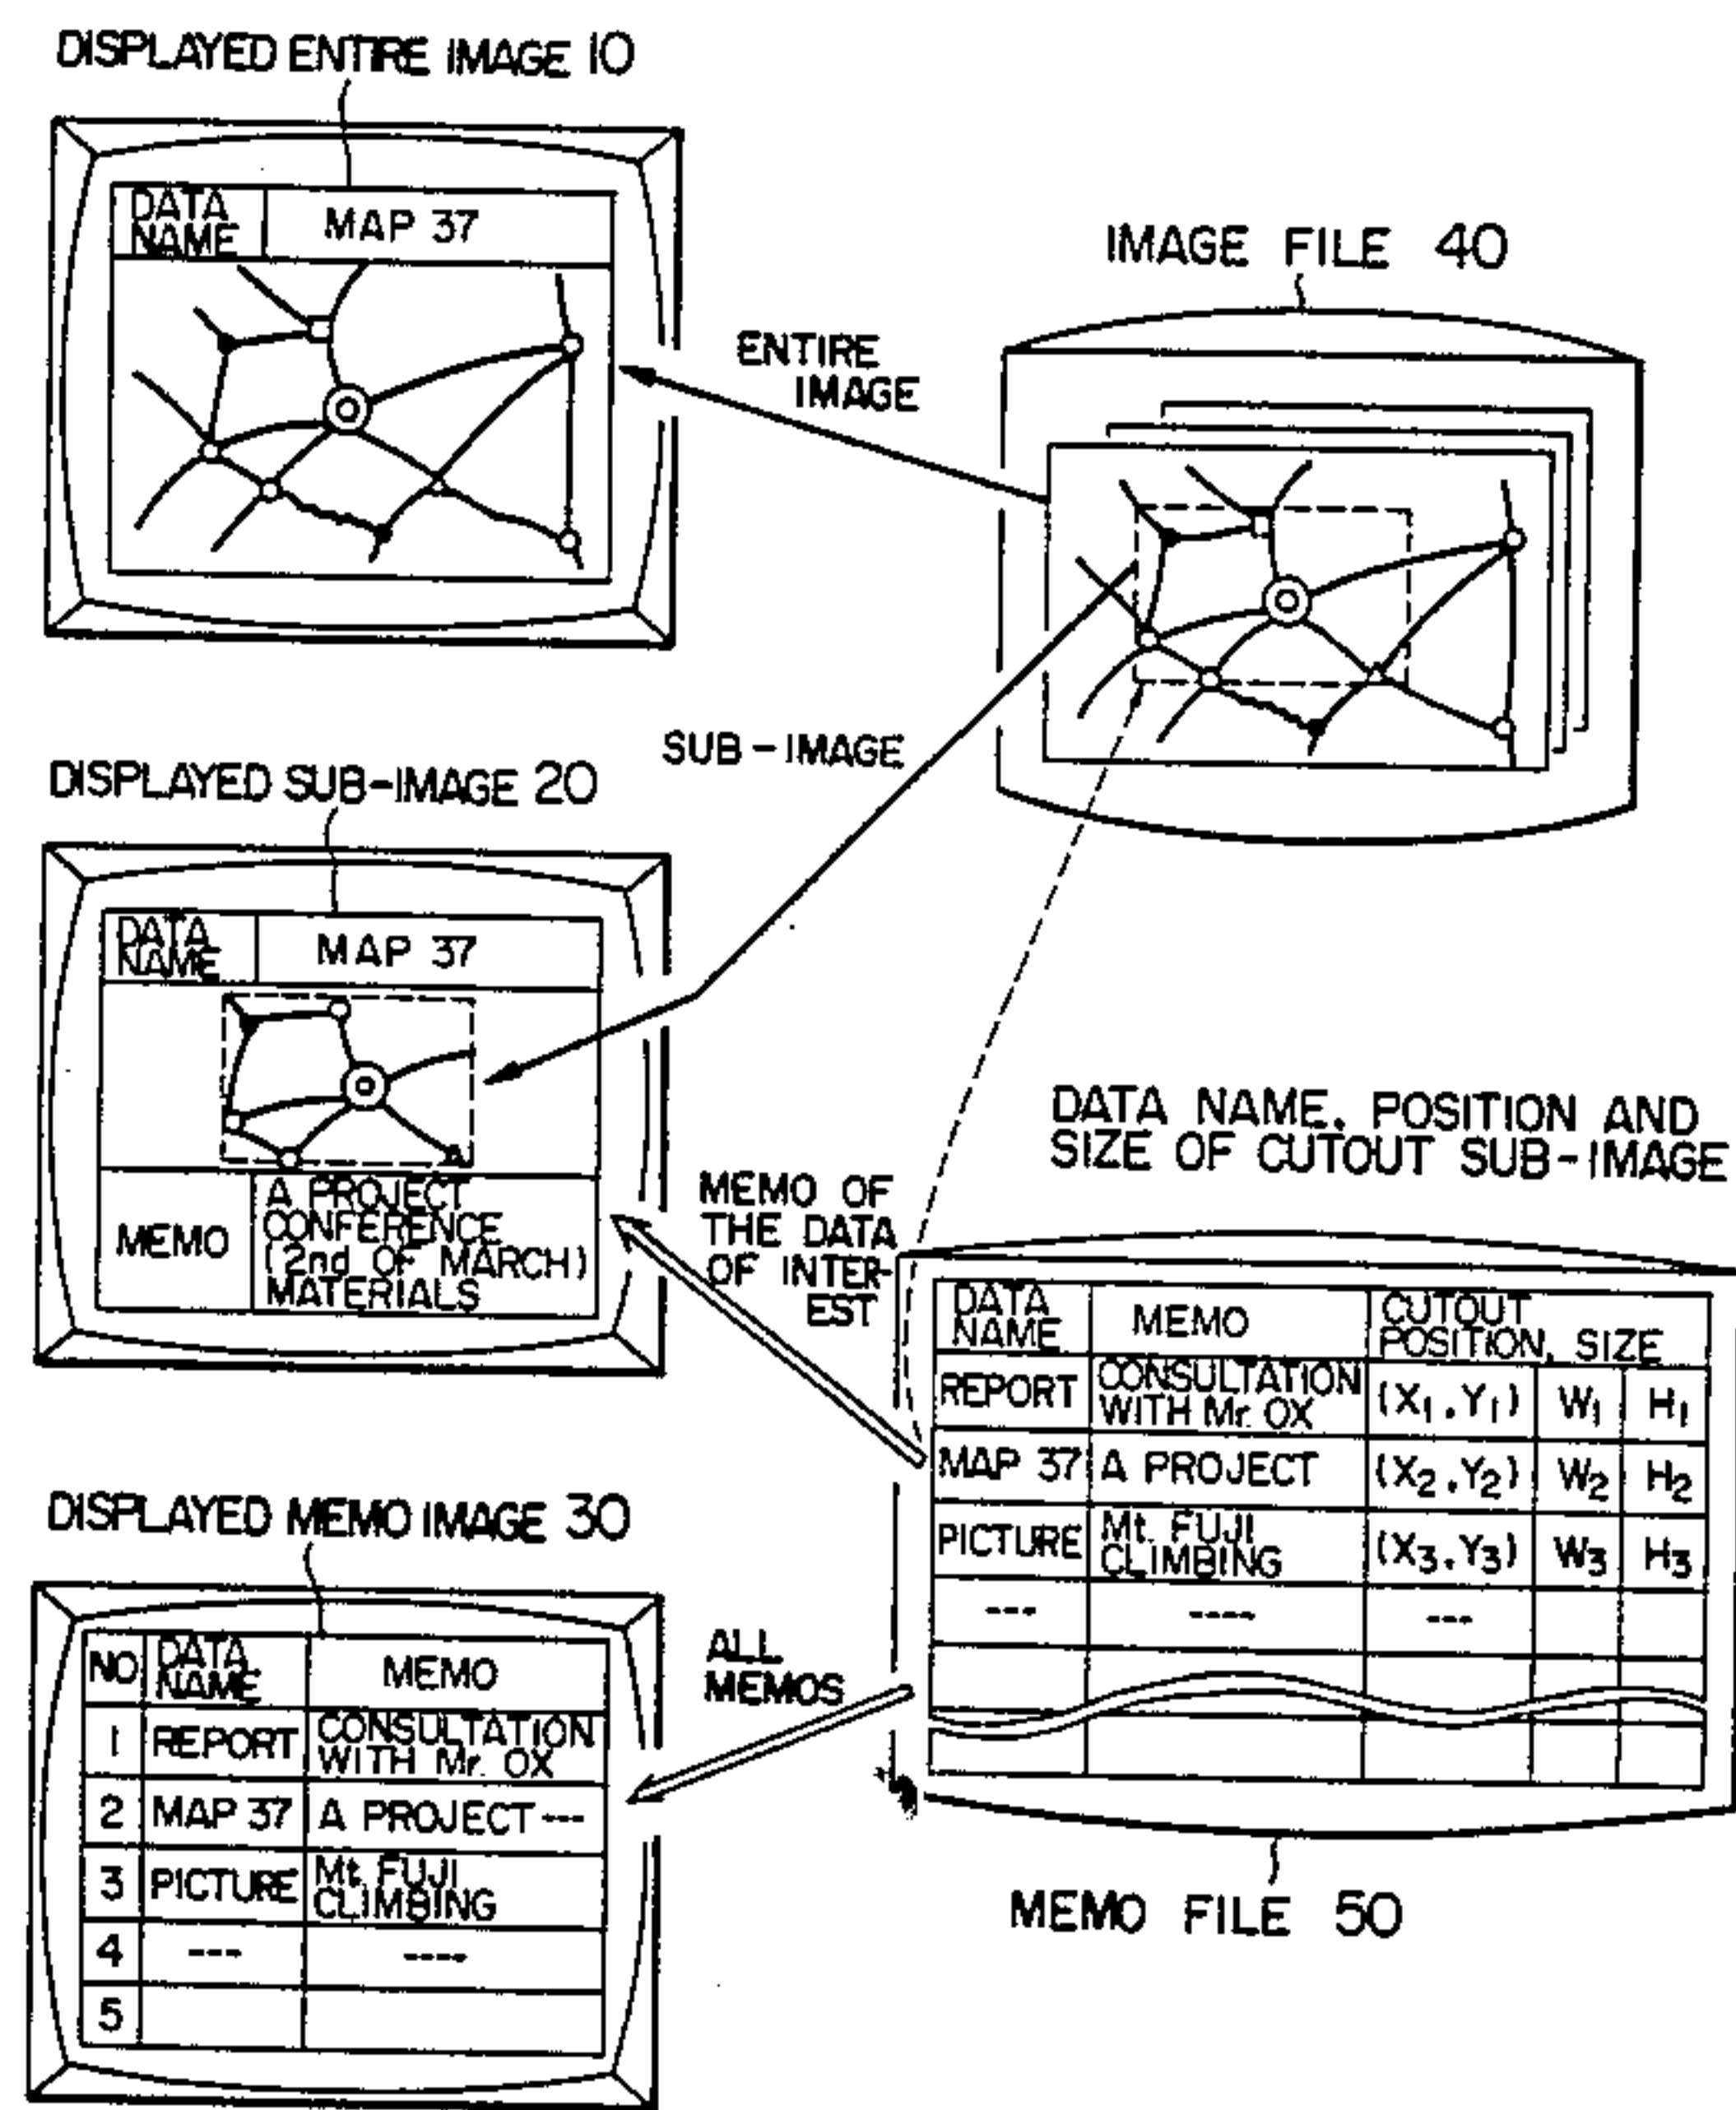 DISPLAYED ENTIRE IMAGE 10
DATA
NAME
MAP 37
IMAGE FILE 40
ENTIRE
IMAGE
SUB-IMAGE
DISPLAYED SUB-IMAGE 20
DATA
NAME
MAP 37
MEMO
A PROJECT
CONFERENCE
(2nd OF MARCH)
MATERIALS
MEMO OF
THE DATA
OF INTER-
EST
DATA NAME, POSITION AND
SIZE OF CUTOUT SUB-IMAGE
DATA
NAME
MEMO
CUTOUT
POSITION, SIZE
REPORT
CONSULTATION
WITH Mr. OX
(X1, Y1) W1 H1
MAP 37 A PROJECT (X2, Y2) W2 H2
PICTURE
Mt. FUJI
CLIMBING
(X3, Y3) W3 H3
--- ---- ---
MEMO FILE 50
DISPLAYED MEMO IMAGE 30
NO
DATA
NAME
MEMO
1 REPORT
CONSULTATION
WITH Mr. OX
2 MAP 37 A PROJECT ---
3 PICTURE
Mt. FUJI
CLIMBING
4 --- ----
5
ALL
MEMOS